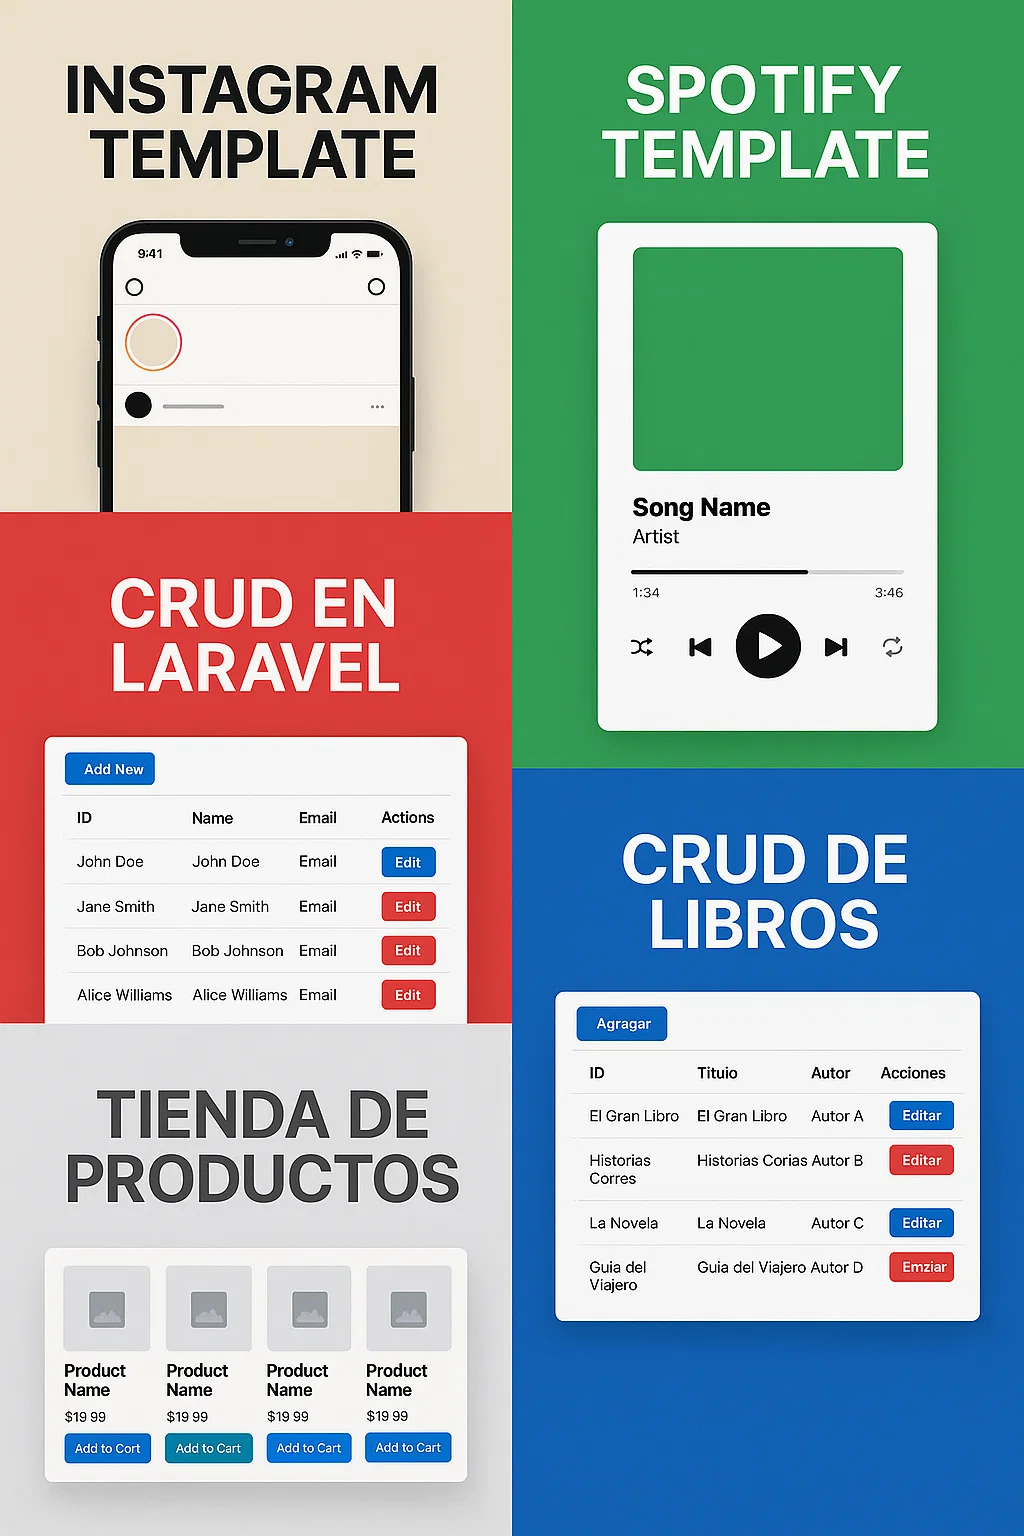 INSTAGRAM
TEMPLATE
9:41
SPOTIFY
TEMPLATE
Song Name
Artist
1:34 3:46
CRUD EN
LARAVEL
Add New
ID Name Email Actions
John Doe John Doe Email Edit
Jane Smith Jane Smith Email Edit
Bob Johnson Bob Johnson Email Edit
Alice Williams Alice Williams Email Edit
CRUD DE
LIBROS
Agragar
ID Tituio Autor Acciones
El Gran Libro El Gran Libro Autor A Editar
Historias Historias Corias Autor B Editar
Corres
La Novela La Novela Autor C Editar
Guia del Guia del Viajero Autor D Emziar
Viajero
TIENDA DE
PRODUCTOS
Product Product Product Product
Name Name Name Name
$19 99 $19 99 $19 99 $19 99
Add to Cort Add to Cart Add to Cart Add to Cart